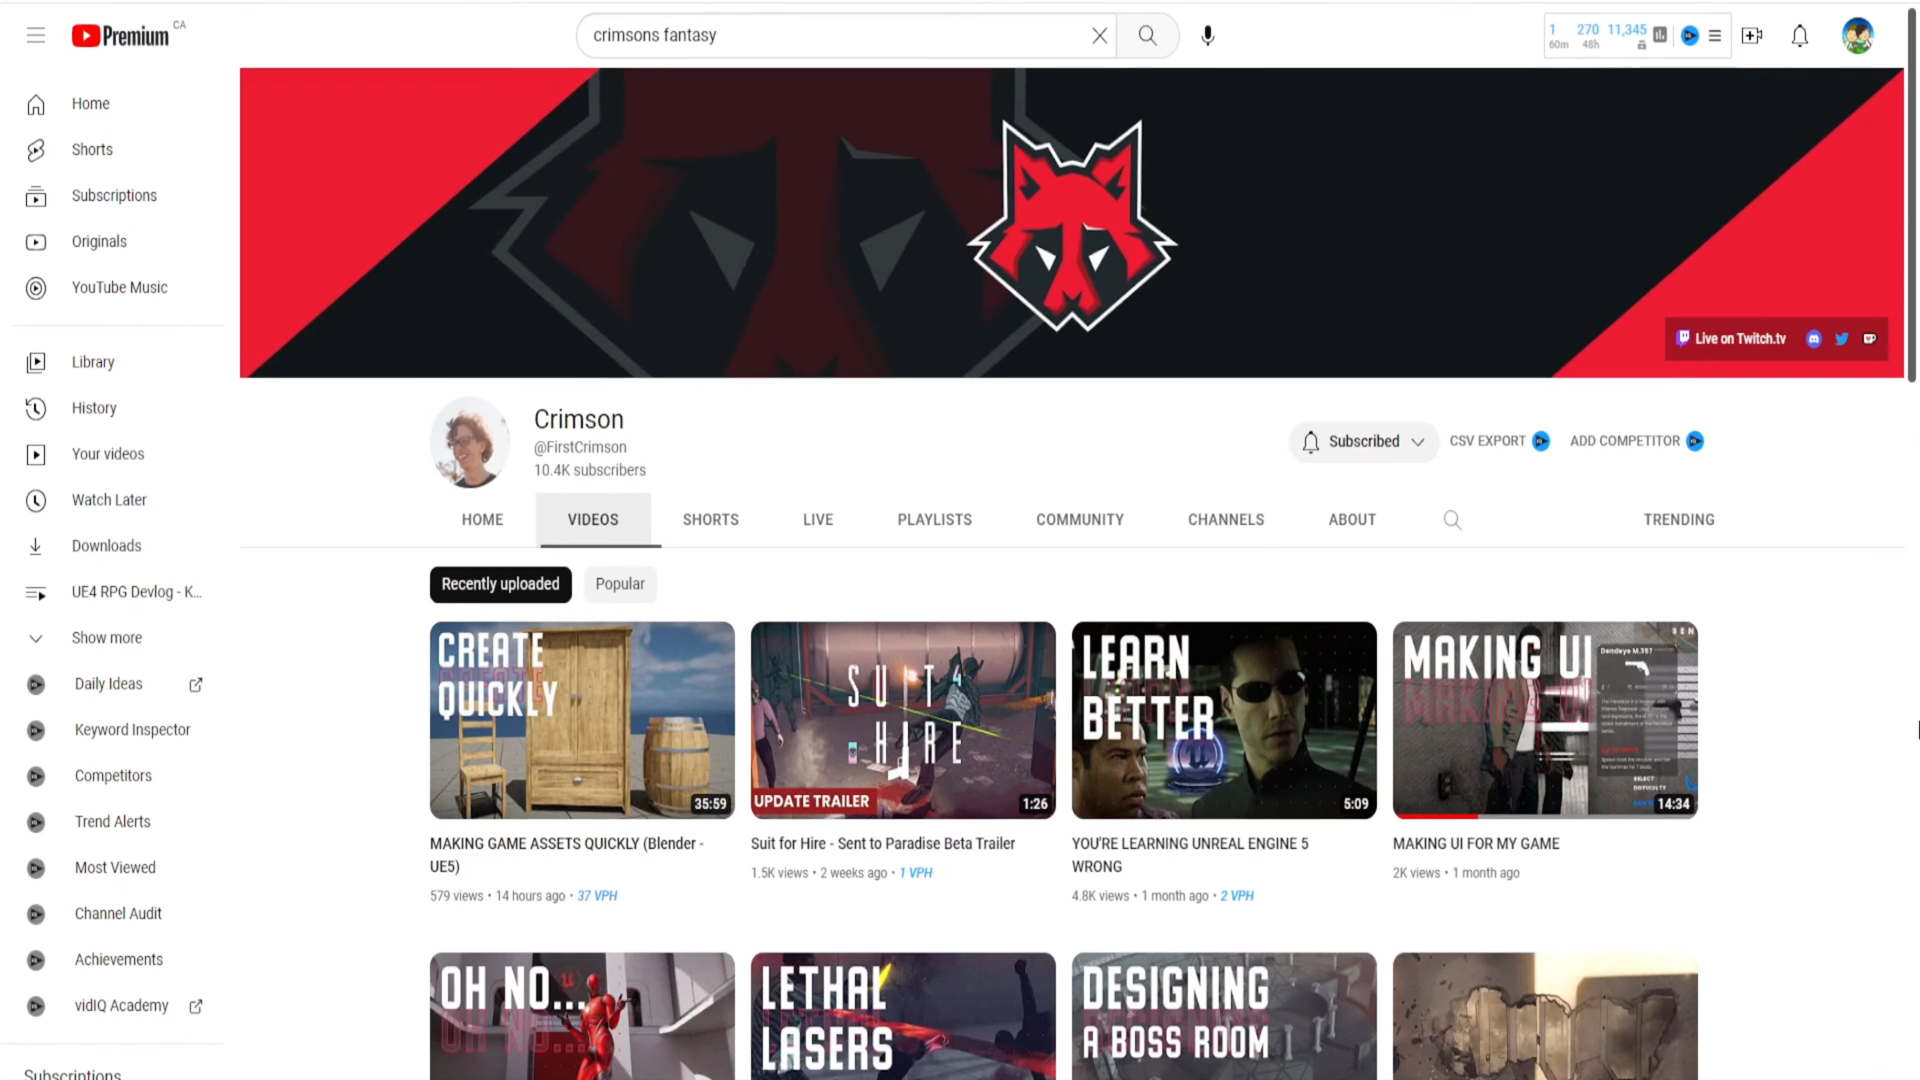 Premium CA
crimsons fantasy
1 270 11,345
60m 48h
Home
Shorts
Subscriptions
Originals
YouTube Music
Library
History
Your videos
Watch Later
Downloads
UE4 RPG Devlog - K...
Show more
Daily Ideas
Keyword Inspector
Competitors
Trend Alerts
Most Viewed
Channel Audit
Achievements
vidIQ Academy
Subscriptions
Live on Twitch.tv
Crimson
@FirstCrimson
10.4K subscribers
Subscribed
CSV EXPORT
ADD COMPETITOR
HOME VIDEOS SHORTS LIVE PLAYLISTS COMMUNITY CHANNELS ABOUT TRENDING
Recently uploaded Popular
CREATE
QUICKLY
35:59
MAKING GAME ASSETS QUICKLY (Blender -
UE5)
579 views • 14 hours ago • 37 VPH
SUIT 4
HIRE
UPDATE TRAILER
1:26
Suit for Hire - Sent to Paradise Beta Trailer
1.5K views • 2 weeks ago • 1 VPH
LEARN
BETTER
5:09
YOU'RE LEARNING UNREAL ENGINE 5
WRONG
4.8K views • 1 month ago • 2 VPH
MAKING UI
Dendeye M.357
SELECT
DIFFICULTY
14:34
MAKING UI FOR MY GAME
2K views • 1 month ago
OH NO...
LETHAL
LASERS
DESIGNING
A BOSS ROOM